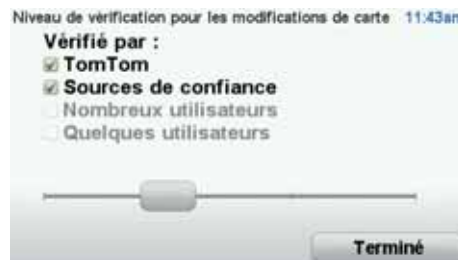 Niveau de vérification pour les modifications de carte 11:43am
Vérifié par :
TomTom
Sources de confiance
Nombreux utilisateurs
Quelques utilisateurs
Terminé